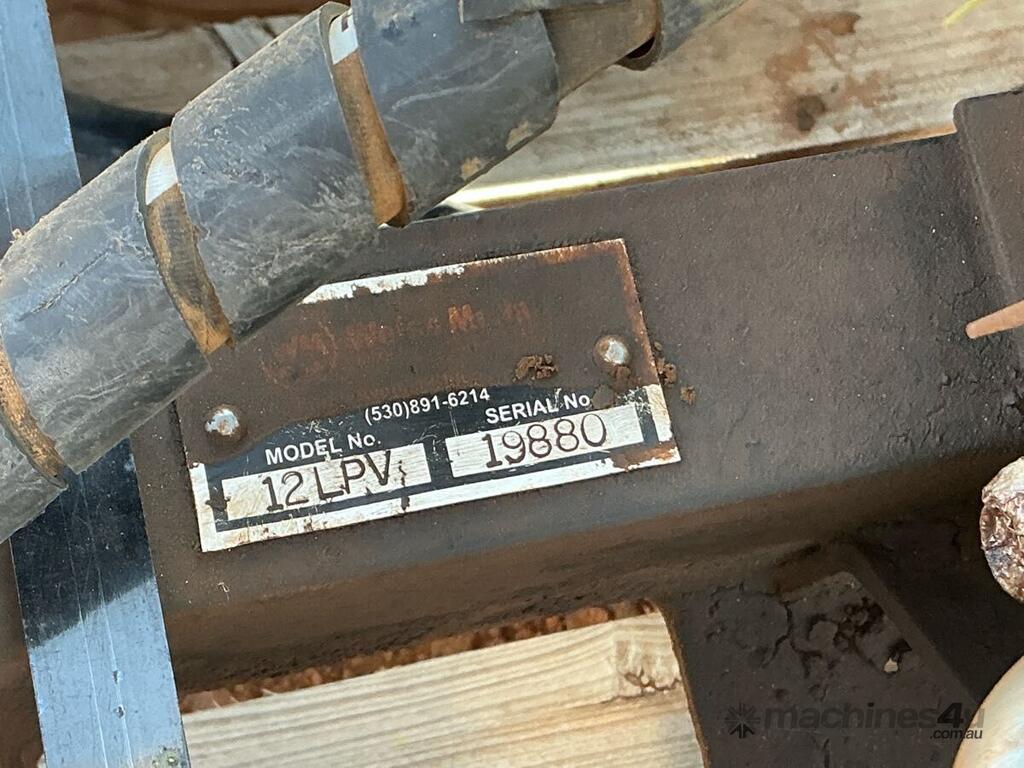 (530)891-6214
MODEL No. SERIAL No.
12LPV 19880
machines4u
.com.au